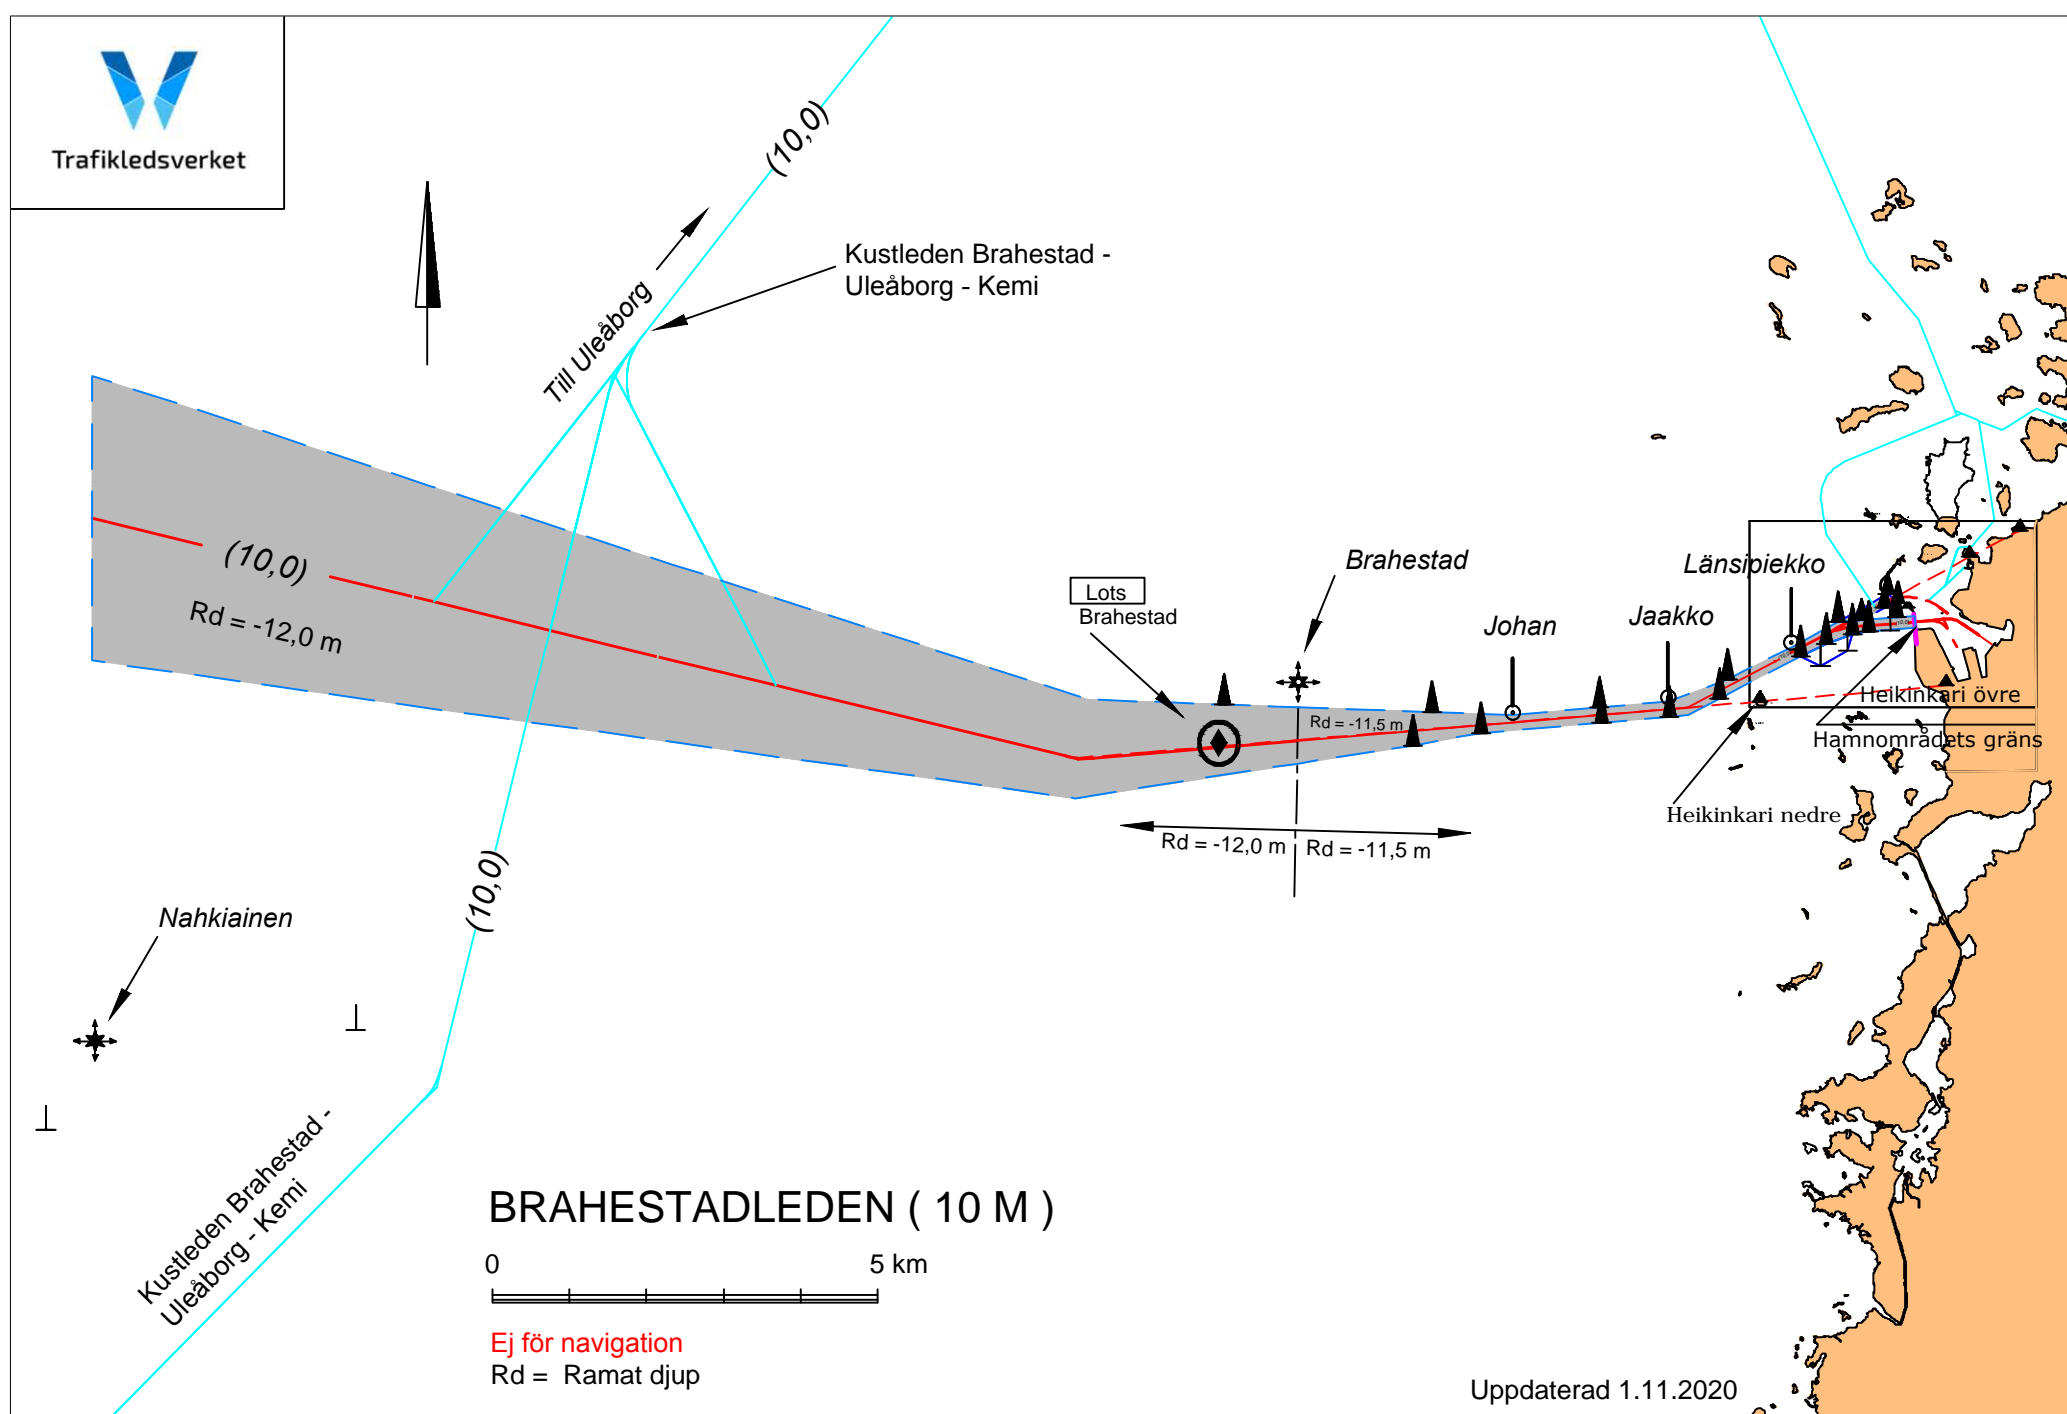 Trafikledsverket
(10,0)
Till Uleåborg
Kustleden Brahestad -
Uleåborg - Kemi
(10,0)
Rd = -12,0 m
Lots
Brahestad
Brahestad
Johan
Jaakko
Länsipiekko
Rd = -11,5 m
Heikinkari övre
Hamnområdets gräns
Heikinkari nedre
Rd = -12,0 m
Rd = -11,5 m
(10,0)
Nahkiainen
Kustleden Brahestad -
Uleåborg - Kemi
BRAHESTADLEDEN ( 10 M )
0
5 km
Ej för navigation
Rd = Ramat djup
Uppdaterad 1.11.2020